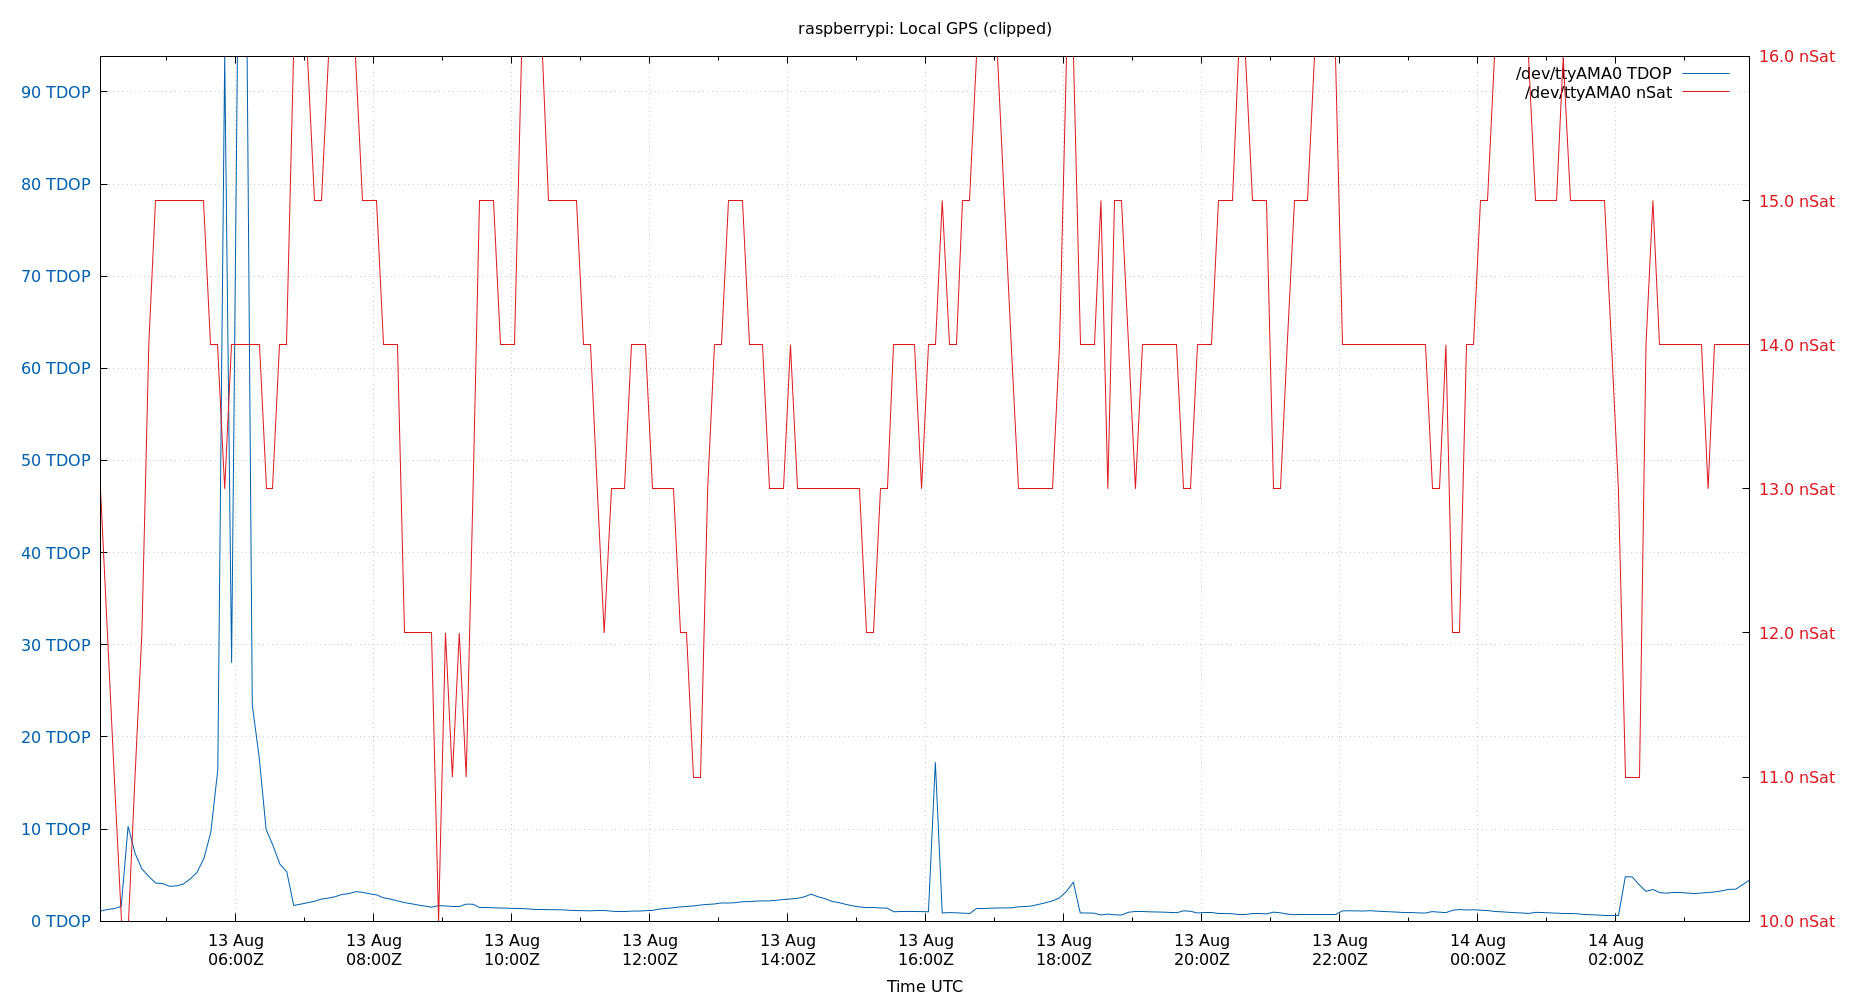 raspberrypi: Local GPS (clipped)
/dev/ttyAMA0 TDOP
/dev/ttyAMA0 nSat
90 TDOP
80 TDOP
70 TDOP
60 TDOP
50 TDOP
40 TDOP
30 TDOP
20 TDOP
10 TDOP
0 TDOP
16.0 nSat
15.0 nSat
14.0 nSat
13.0 nSat
12.0 nSat
11.0 nSat
10.0 nSat
13 Aug
06:00Z
13 Aug
08:00Z
13 Aug
10:00Z
13 Aug
12:00Z
13 Aug
14:00Z
13 Aug
16:00Z
13 Aug
18:00Z
13 Aug
20:00Z
13 Aug
22:00Z
14 Aug
00:00Z
14 Aug
02:00Z
Time UTC